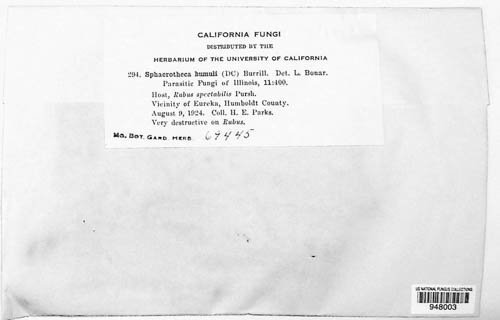 CALIFORNIA FUNGI
DISTRIBUTED BY THE
HERBARIUM OF THE UNIVERSITY OF CALIFORNIA
294. Sphaerotheca humuli (DC) Burrill. Det. L. Bonar.
Parasitic Fungi of Illinois, 11:400.
Host, Rubus spectabilis Pursh.
Vicinity of Eureka, Humboldt County.
August 9, 1924. Coll. H. E. Parks.
Very destructive on Rubus.
MO. BOT. GARD. HERB. 69445
US NATIONAL FUNGUS COLLECTIONS
948003